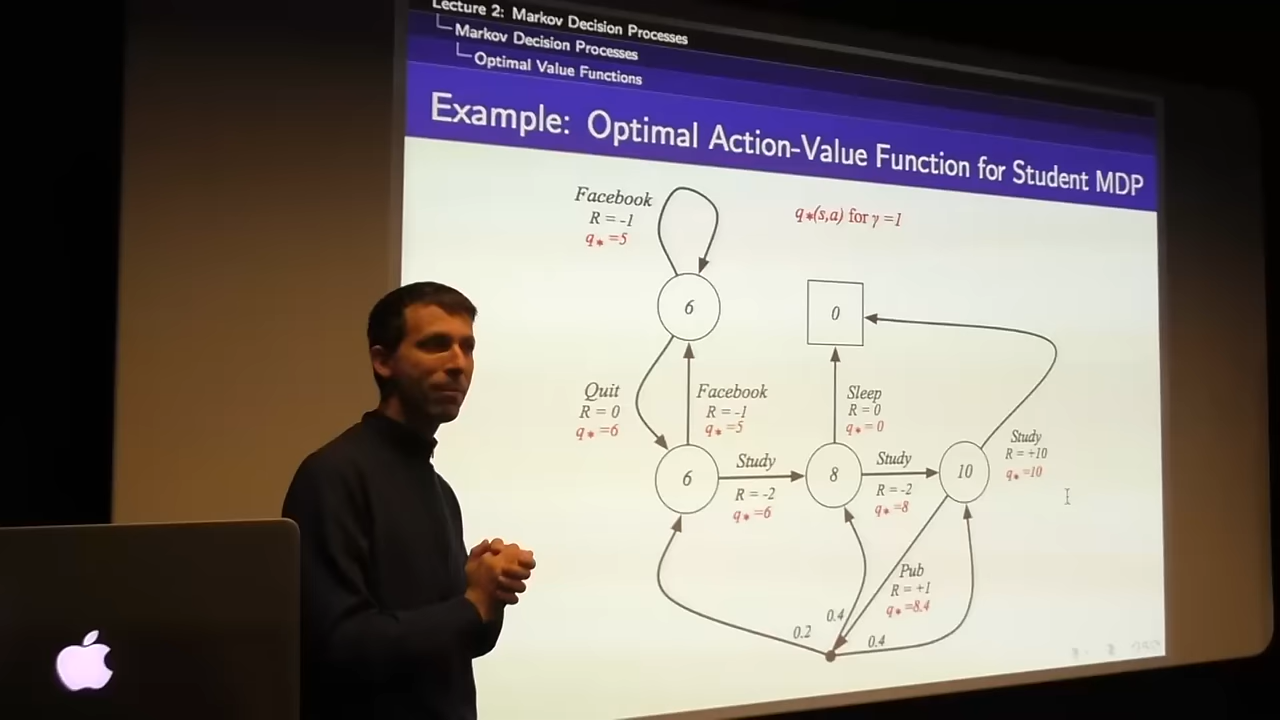 Lecture 2: Markov Decision Processes
Markov Decision Processes
Optimal Value Functions
Example: Optimal Action-Value Function for Student MDP
Facebook
R = -1
q* =5
q*(s,a) for γ =1
6
0
Quit
R = 0
q* =6
Facebook
R = -1
q* =5
Sleep
R = 0
q* = 0
Study
R = +10
q* =10
6
Study
R = -2
q* =6
8
Study
R = -2
q* =8
10
Pub
R = +1
q* =8.4
0.2
0.4
0.4